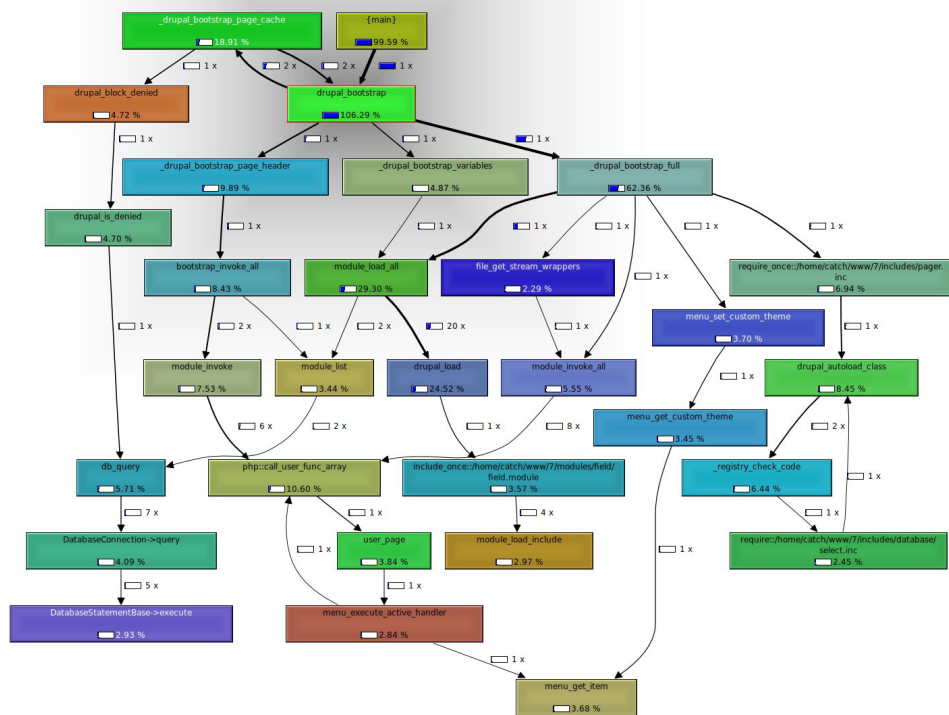 _drupal_bootstrap_page_cache
18.91 %
{main}
99.59 %
1 x
2 x
2 x
1 x
drupal_block_denied
4.72 %
drupal_bootstrap
106.29 %
1 x
1 x
1 x
1 x
_drupal_bootstrap_page_header
9.89 %
_drupal_bootstrap_variables
4.87 %
_drupal_bootstrap_full
62.36 %
drupal_is_denied
4.70 %
1 x
1 x
1 x
1 x
1 x
1 x
1 x
bootstrap_invoke_all
8.43 %
module_load_all
29.30 %
file_get_stream_wrappers
2.29 %
require_once::/home/catch/www/7/includes/pager.
inc
6.94 %
menu_set_custom_theme
3.70 %
1 x
2 x
1 x
2 x
20 x
1 x
1 x
module_invoke
7.53 %
module_list
3.44 %
drupal_load
24.52 %
module_invoke_all
5.55 %
1 x
drupal_autoload_class
8.45 %
menu_get_custom_theme
3.45 %
6 x
2 x
1 x
8 x
2 x
db_query
5.71 %
php::call_user_func_array
10.60 %
include_once::/home/catch/www/7/modules/field/
field.module
3.57 %
_registry_check_code
6.44 %
1 x
7 x
1 x
4 x
1 x
DatabaseConnection->query
4.09 %
1 x
user_page
3.84 %
module_load_include
2.97 %
1 x
require::/home/catch/www/7/includes/database/
select.inc
2.45 %
5 x
1 x
DatabaseStatementBase->execute
2.93 %
menu_execute_active_handler
2.84 %
1 x
menu_get_item
3.68 %